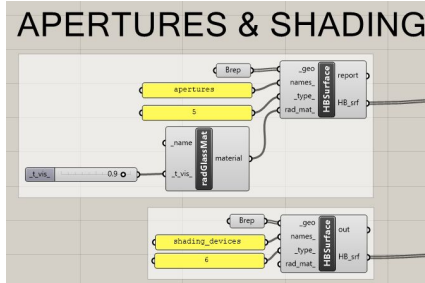 APERTURES & SHADING
Brep
apertures
5
_geo
names_
_type_
rad_mat_
HBSurface
report
HB_srf
_name
_t_vis_
radGlassMat
material
_t_vis_
0.9
Brep
shading_devices
6
_geo
names_
_type_
rad_mat_
HBSurface
out
HB_srf